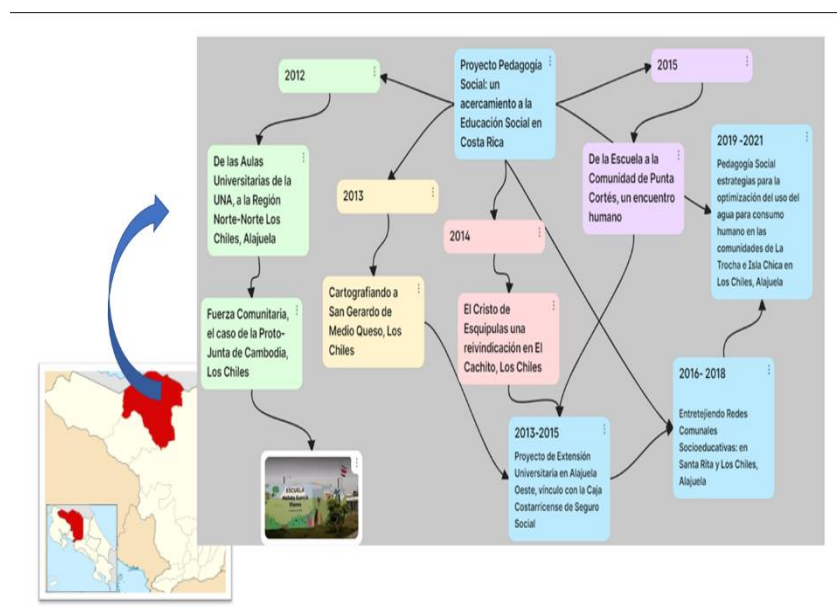 2012
Proyecto Pedagogía
Social: un
acercamiento a la
Educación Social en
Costa Rica
2015
De las Aulas
Universitarias de la
UNA, a la Región
Norte-Norte Los
Chiles, Alajuela
2013
2014
De la Escuela a la
Comunidad de Punta
Cortés, un encuentro
humano
2019 -2021
Pedagogía Social
estrategias para la
optimización del uso del
agua para consumo
humano en las
comunidades de La
Trocha e Isla Chica en
Los Chiles, Alajuela
Fuerza Comunitaria,
el caso de la Proto-
Junta de Cambodia,
Los Chiles
Cartografiando a
San Gerardo de
Medio Queso, Los
Chiles
El Cristo de
Esquipulas una
reivindicación en El
Cachito, Los Chiles
2016- 2018
Entretejiendo Redes
Comunales
Socioeducativas: en
Santa Rita y Los Chiles,
Alajuela
2013-2015
Proyecto de Extensión
Universitaria en Alajuela
Oeste, vínculo con la Caja
Costarricense de Seguro
Social
ESCUELA